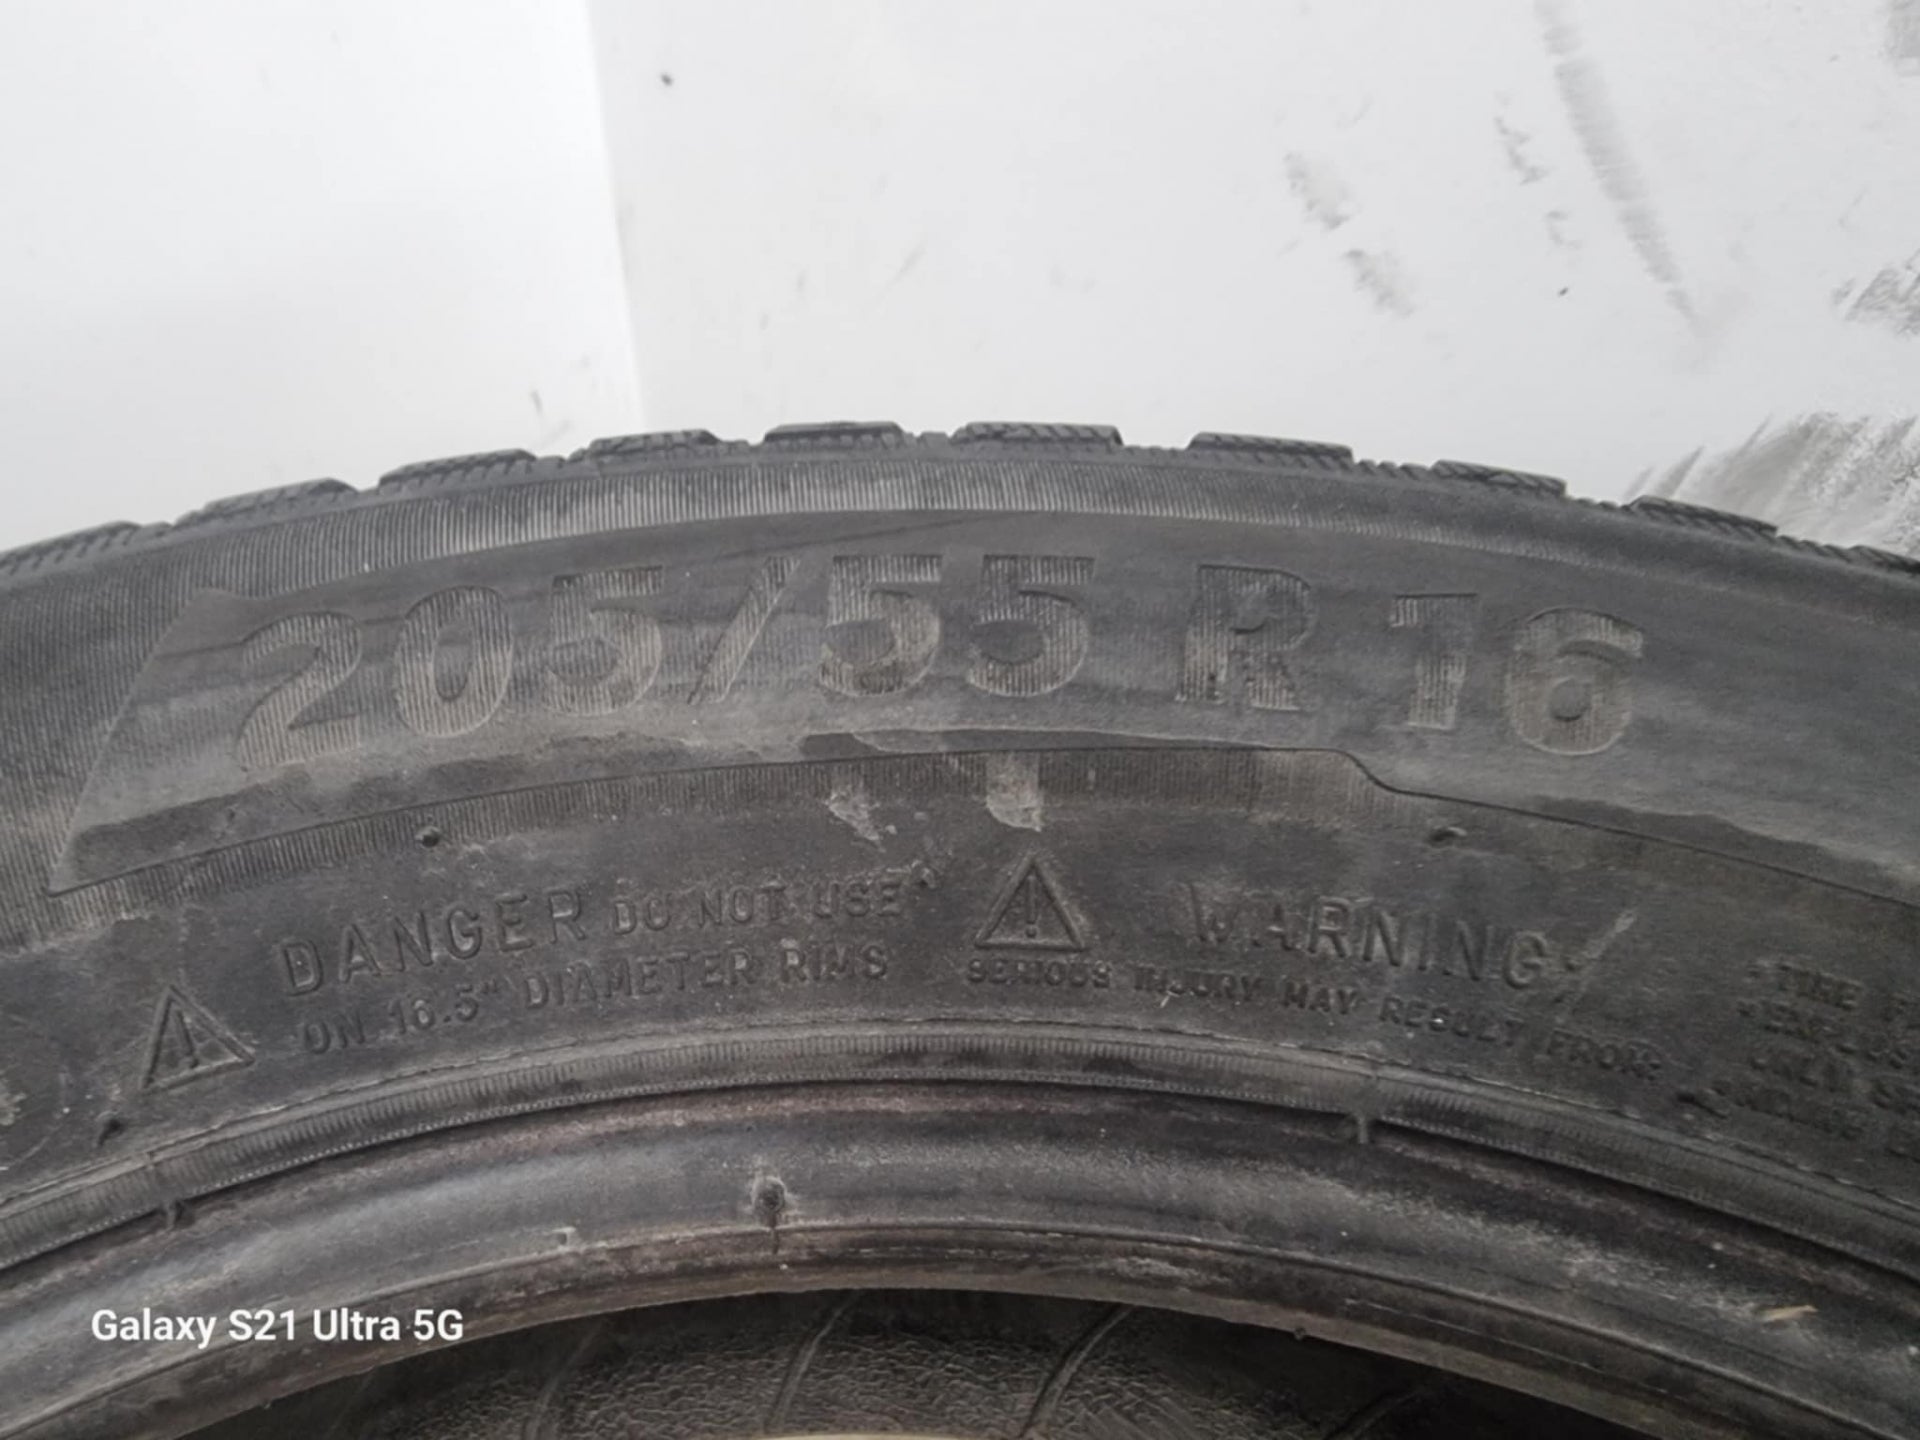 205/55 R 16
DANGER DO NOT USE
ON 16.5" DIAMETER RIMS
WARNING:
SERIOUS INJURY MAY RESULT FROM:
TIRE
Galaxy S21 Ultra 5G